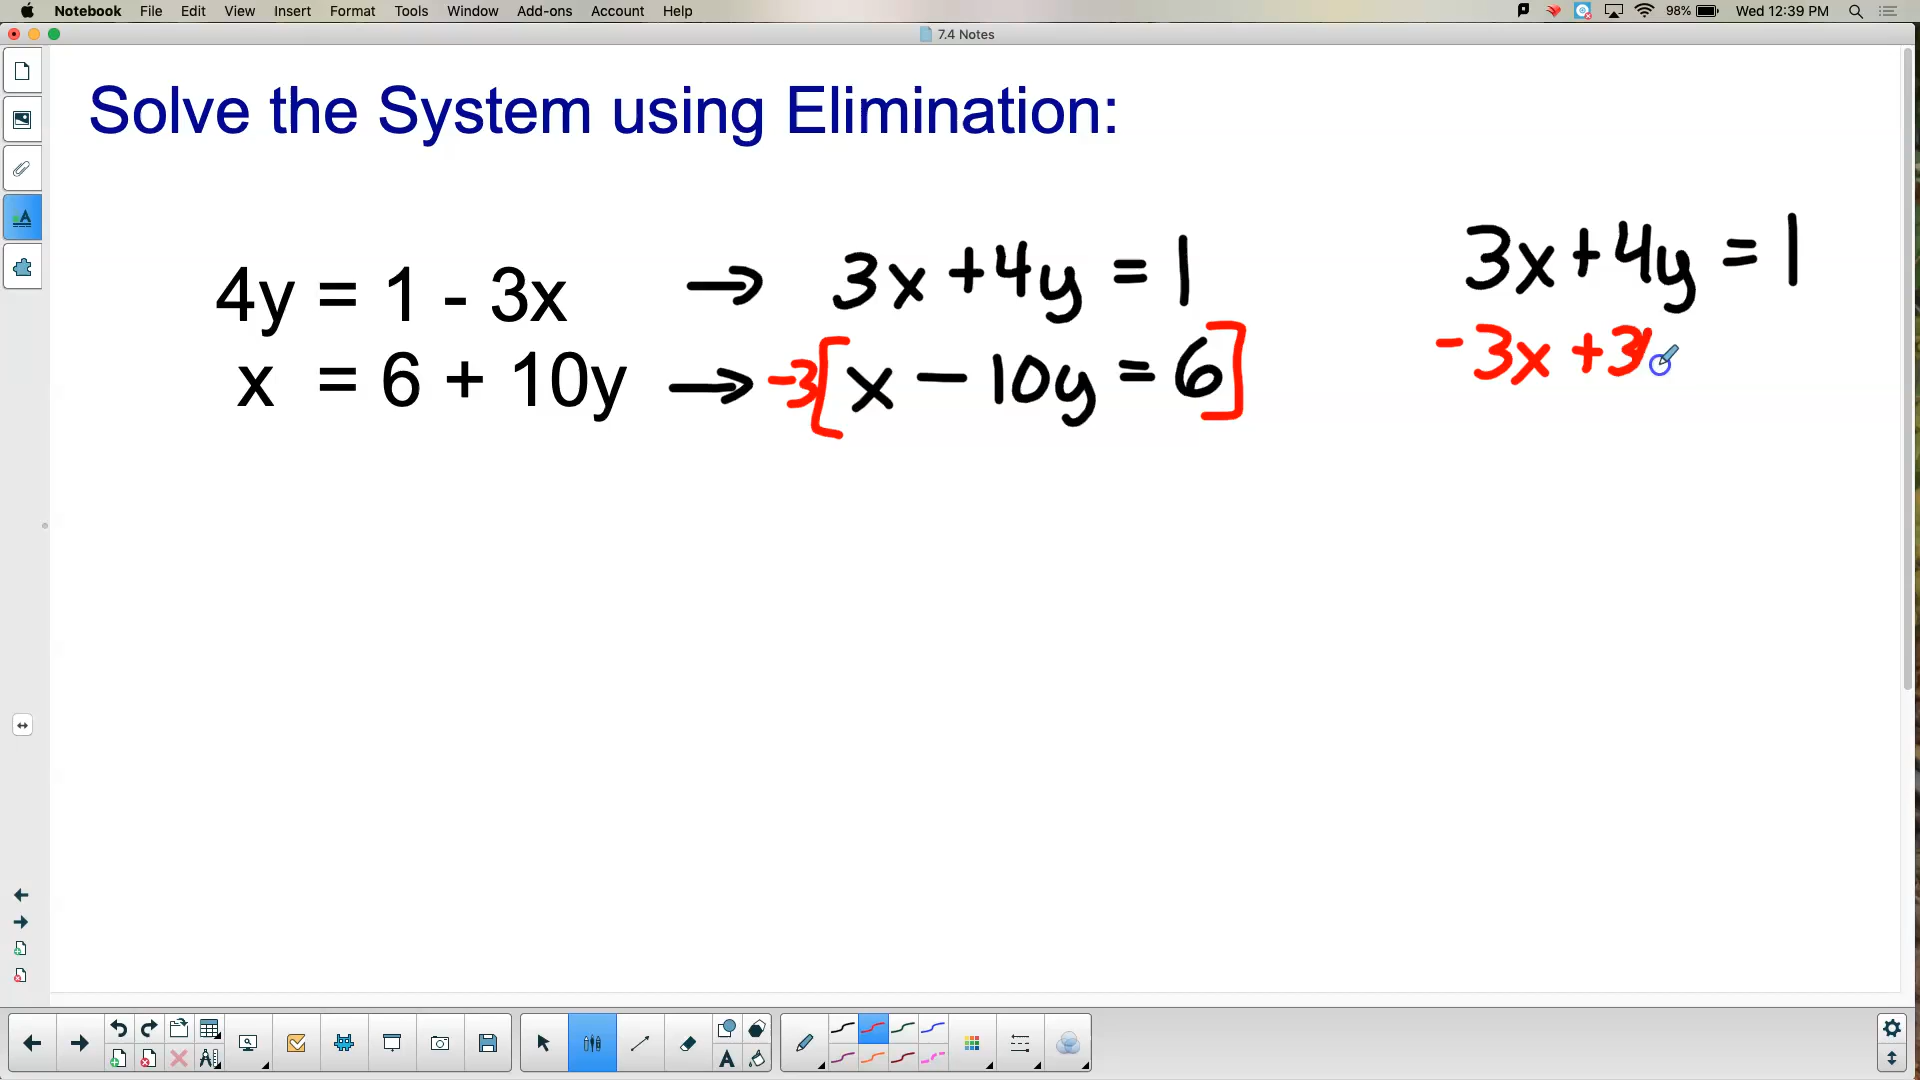 Notebook File Edit View Insert Format Tools Window Add-ons Account Help 98% Wed 12:39 PM
7.4 Notes
Solve the System using Elimination:
4y = 1 - 3x → 3x + 4y = 1
x = 6 + 10y → -3[x - 10y = 6]
3x + 4y = 1
-3x + 3